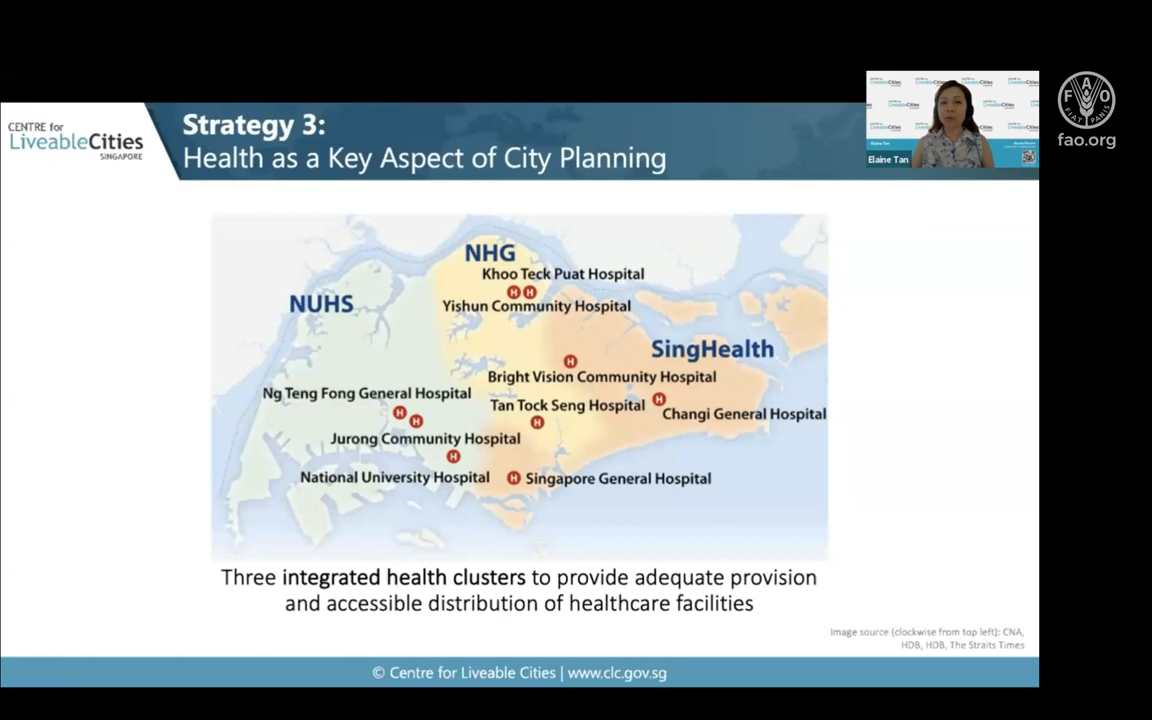 CENTRE for
LiveableCities
SINGAPORE
Strategy 3:
Health as a Key Aspect of City Planning
Elaine Tan
FAO
FIAT PANIS
fao.org
NHG
Khoo Teck Puat Hospital
H H
Yishun Community Hospital
NUHS
SingHealth
H
Bright Vision Community Hospital
Ng Teng Fong General Hospital
Tan Tock Seng Hospital
H
Changi General Hospital
H
H
H
Jurong Community Hospital
H
National University Hospital
H
Singapore General Hospital
Three integrated health clusters to provide adequate provision
and accessible distribution of healthcare facilities
Image source (clockwise from top left): CNA,
HDB, HDB, The Straits Times
© Centre for Liveable Cities | www.clc.gov.sg